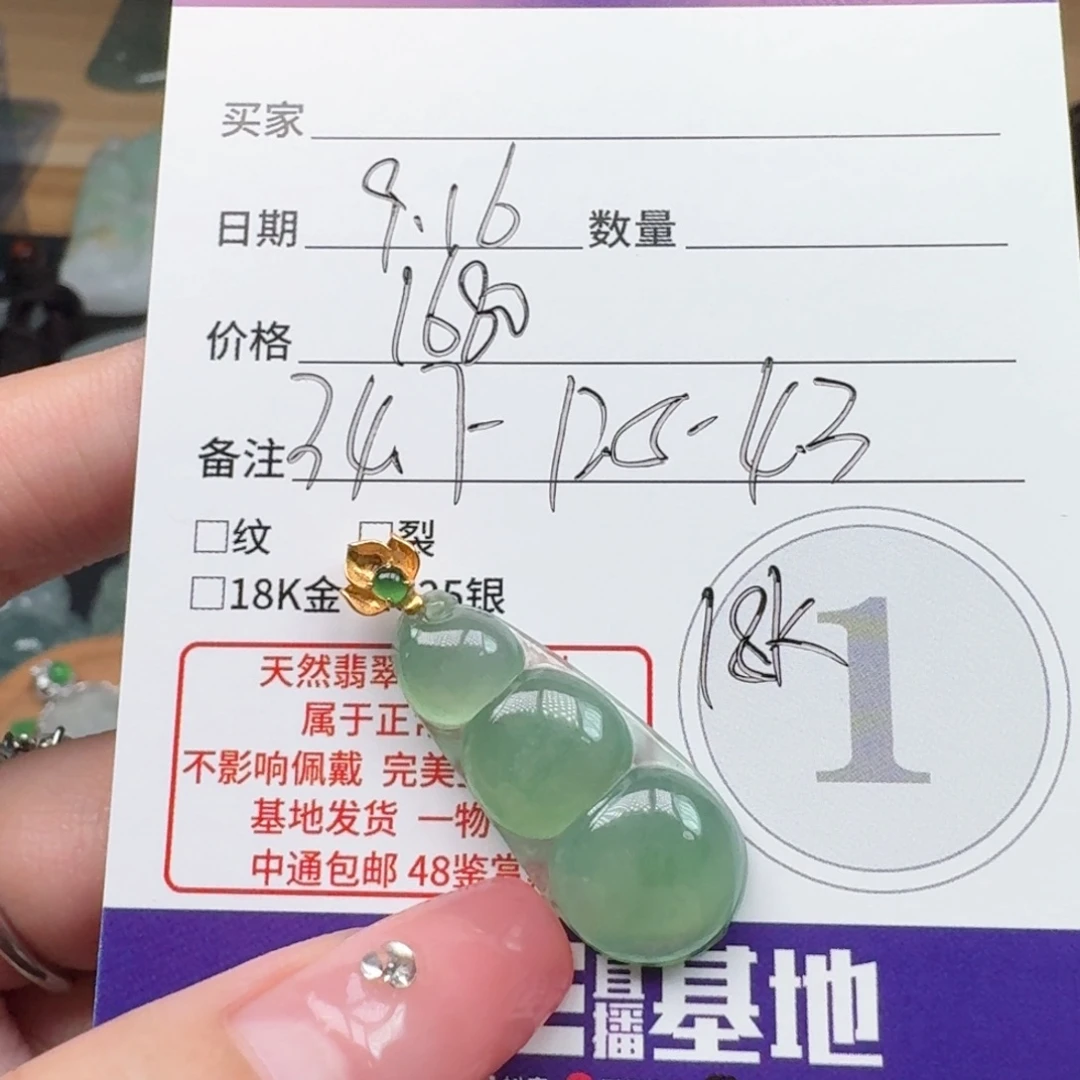 买家
日期 9.16 数量
价格 1680
备注 34.7-12.5-4.3
□纹 □裂
□18K金 25银
18K
1
天然翡翠
属于正
不影响佩戴 完美
基地发货 一物
中通包邮 48鉴赏
直播基地